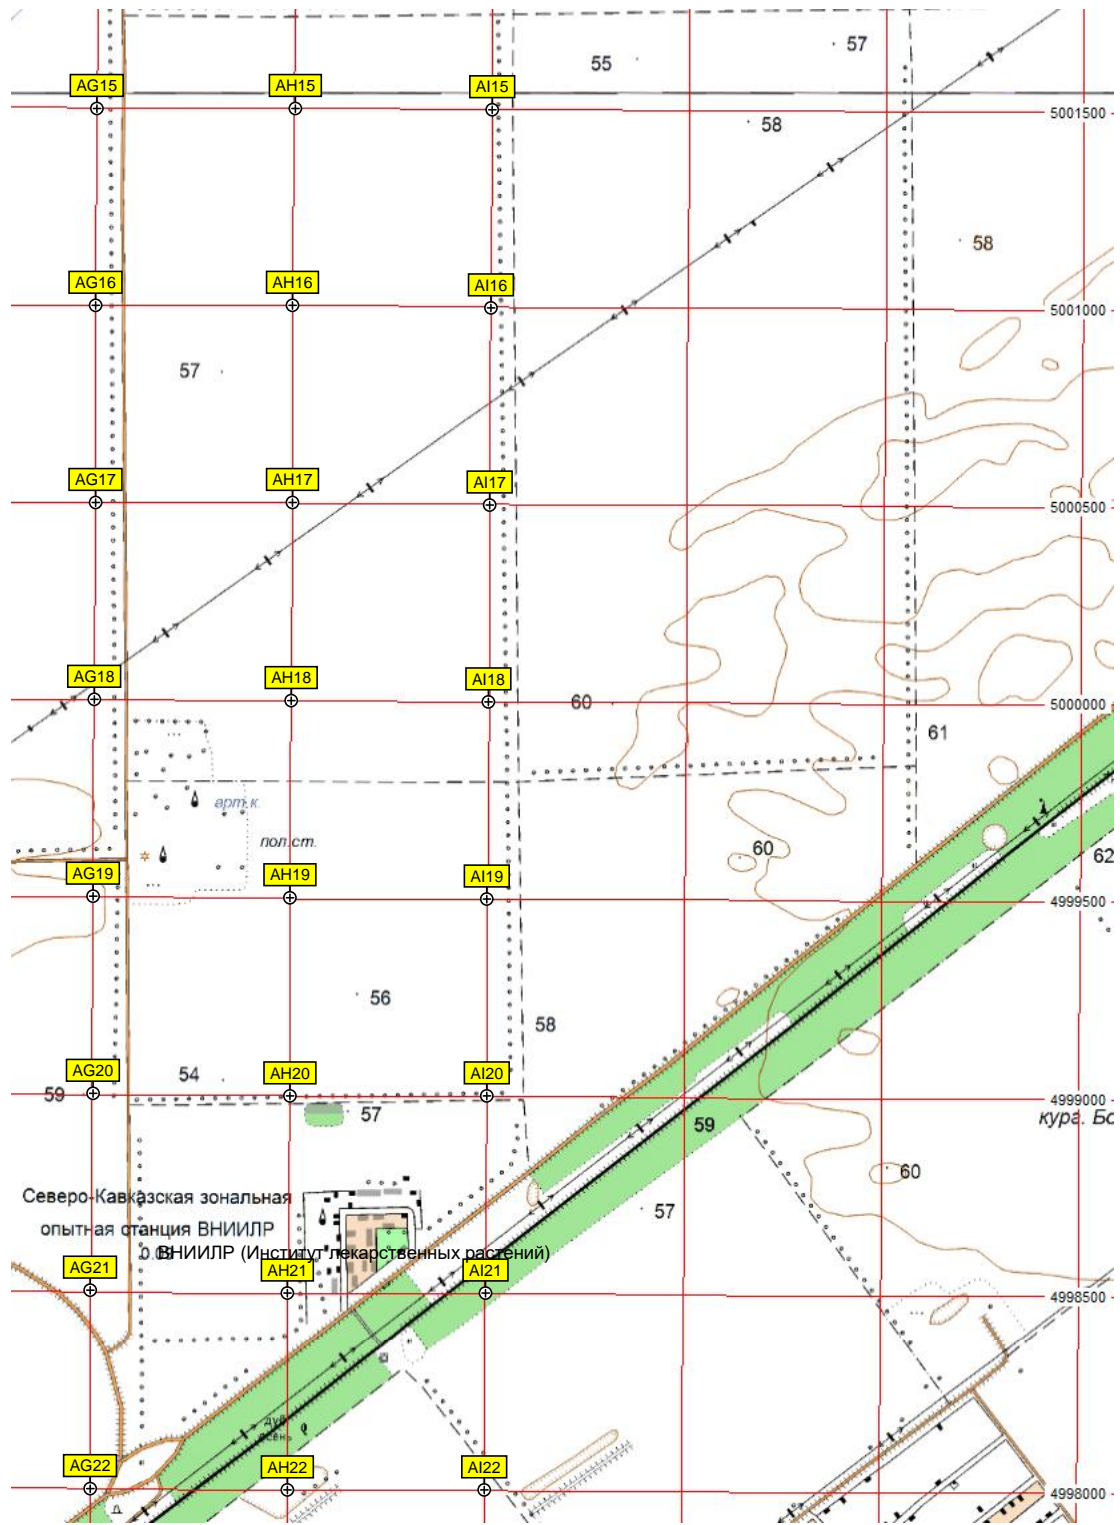 57
55
AG15
AH15
AI15
5001500
58
58
AG16
AH16
AI16
5001000
57
AG17
AH17
AI17
5000500
AG18
AH18
AI18
60
5000000
61
арт.к.
пол.ст.
60
62
AG19
AH19
AI19
4999500
56
58
AG20
54
AH20
AI20
59
4999000
57
59
кура. Бо
60
Северо-Кавказская зональная
57
опытная станция ВНИИЛР
ВНИИЛР (Институт лекарственных растений)
AG21
AH21
AI21
4998500
дуб
ясень
AG22
AH22
AI22
4998000